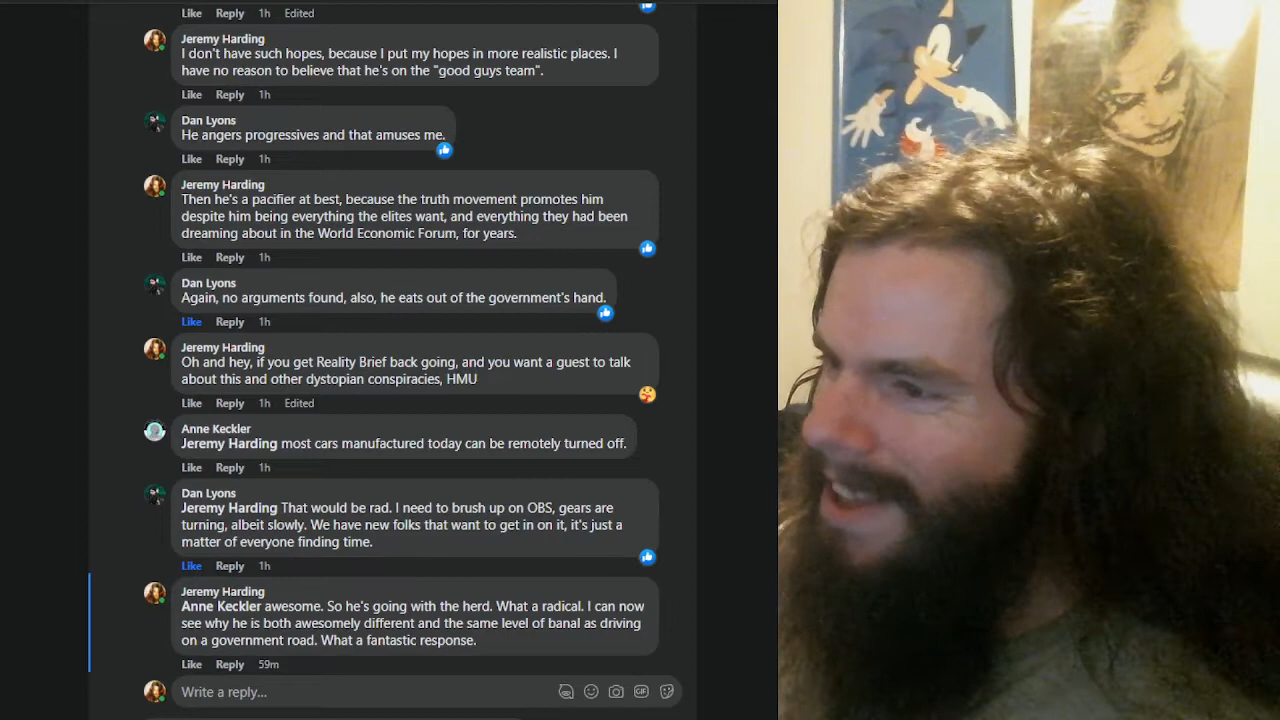 Like Reply 1h Edited
Jeremy Harding
I don't have such hopes, because I put my hopes in more realistic places. I
have no reason to believe that he's on the "good guys team".
Like Reply 1h
Dan Lyons
He angers progressives and that amuses me.
Like Reply 1h
Jeremy Harding
Then he's a pacifier at best, because the truth movement promotes him
despite him being everything the elites want, and everything they had been
dreaming about in the World Economic Forum, for years.
Like Reply 1h
Dan Lyons
Again, no arguments found, also, he eats out of the government's hand.
Like Reply 1h
Jeremy Harding
Oh and hey, if you get Reality Brief back going, and you want a guest to talk
about this and other dystopian conspiracies, HMU
Like Reply 1h Edited
Anne Keckler
Jeremy Harding most cars manufactured today can be remotely turned off.
Like Reply 1h
Dan Lyons
Jeremy Harding That would be rad. I need to brush up on OBS, gears are
turning, albeit slowly. We have new folks that want to get in on it, it's just a
matter of everyone finding time.
Like Reply 1h
Jeremy Harding
Anne Keckler awesome. So he's going with the herd. What a radical. I can now
see why he is both awesomely different and the same level of banal as driving
on a government road. What a fantastic response.
Like Reply 59m
Write a reply...
GIF